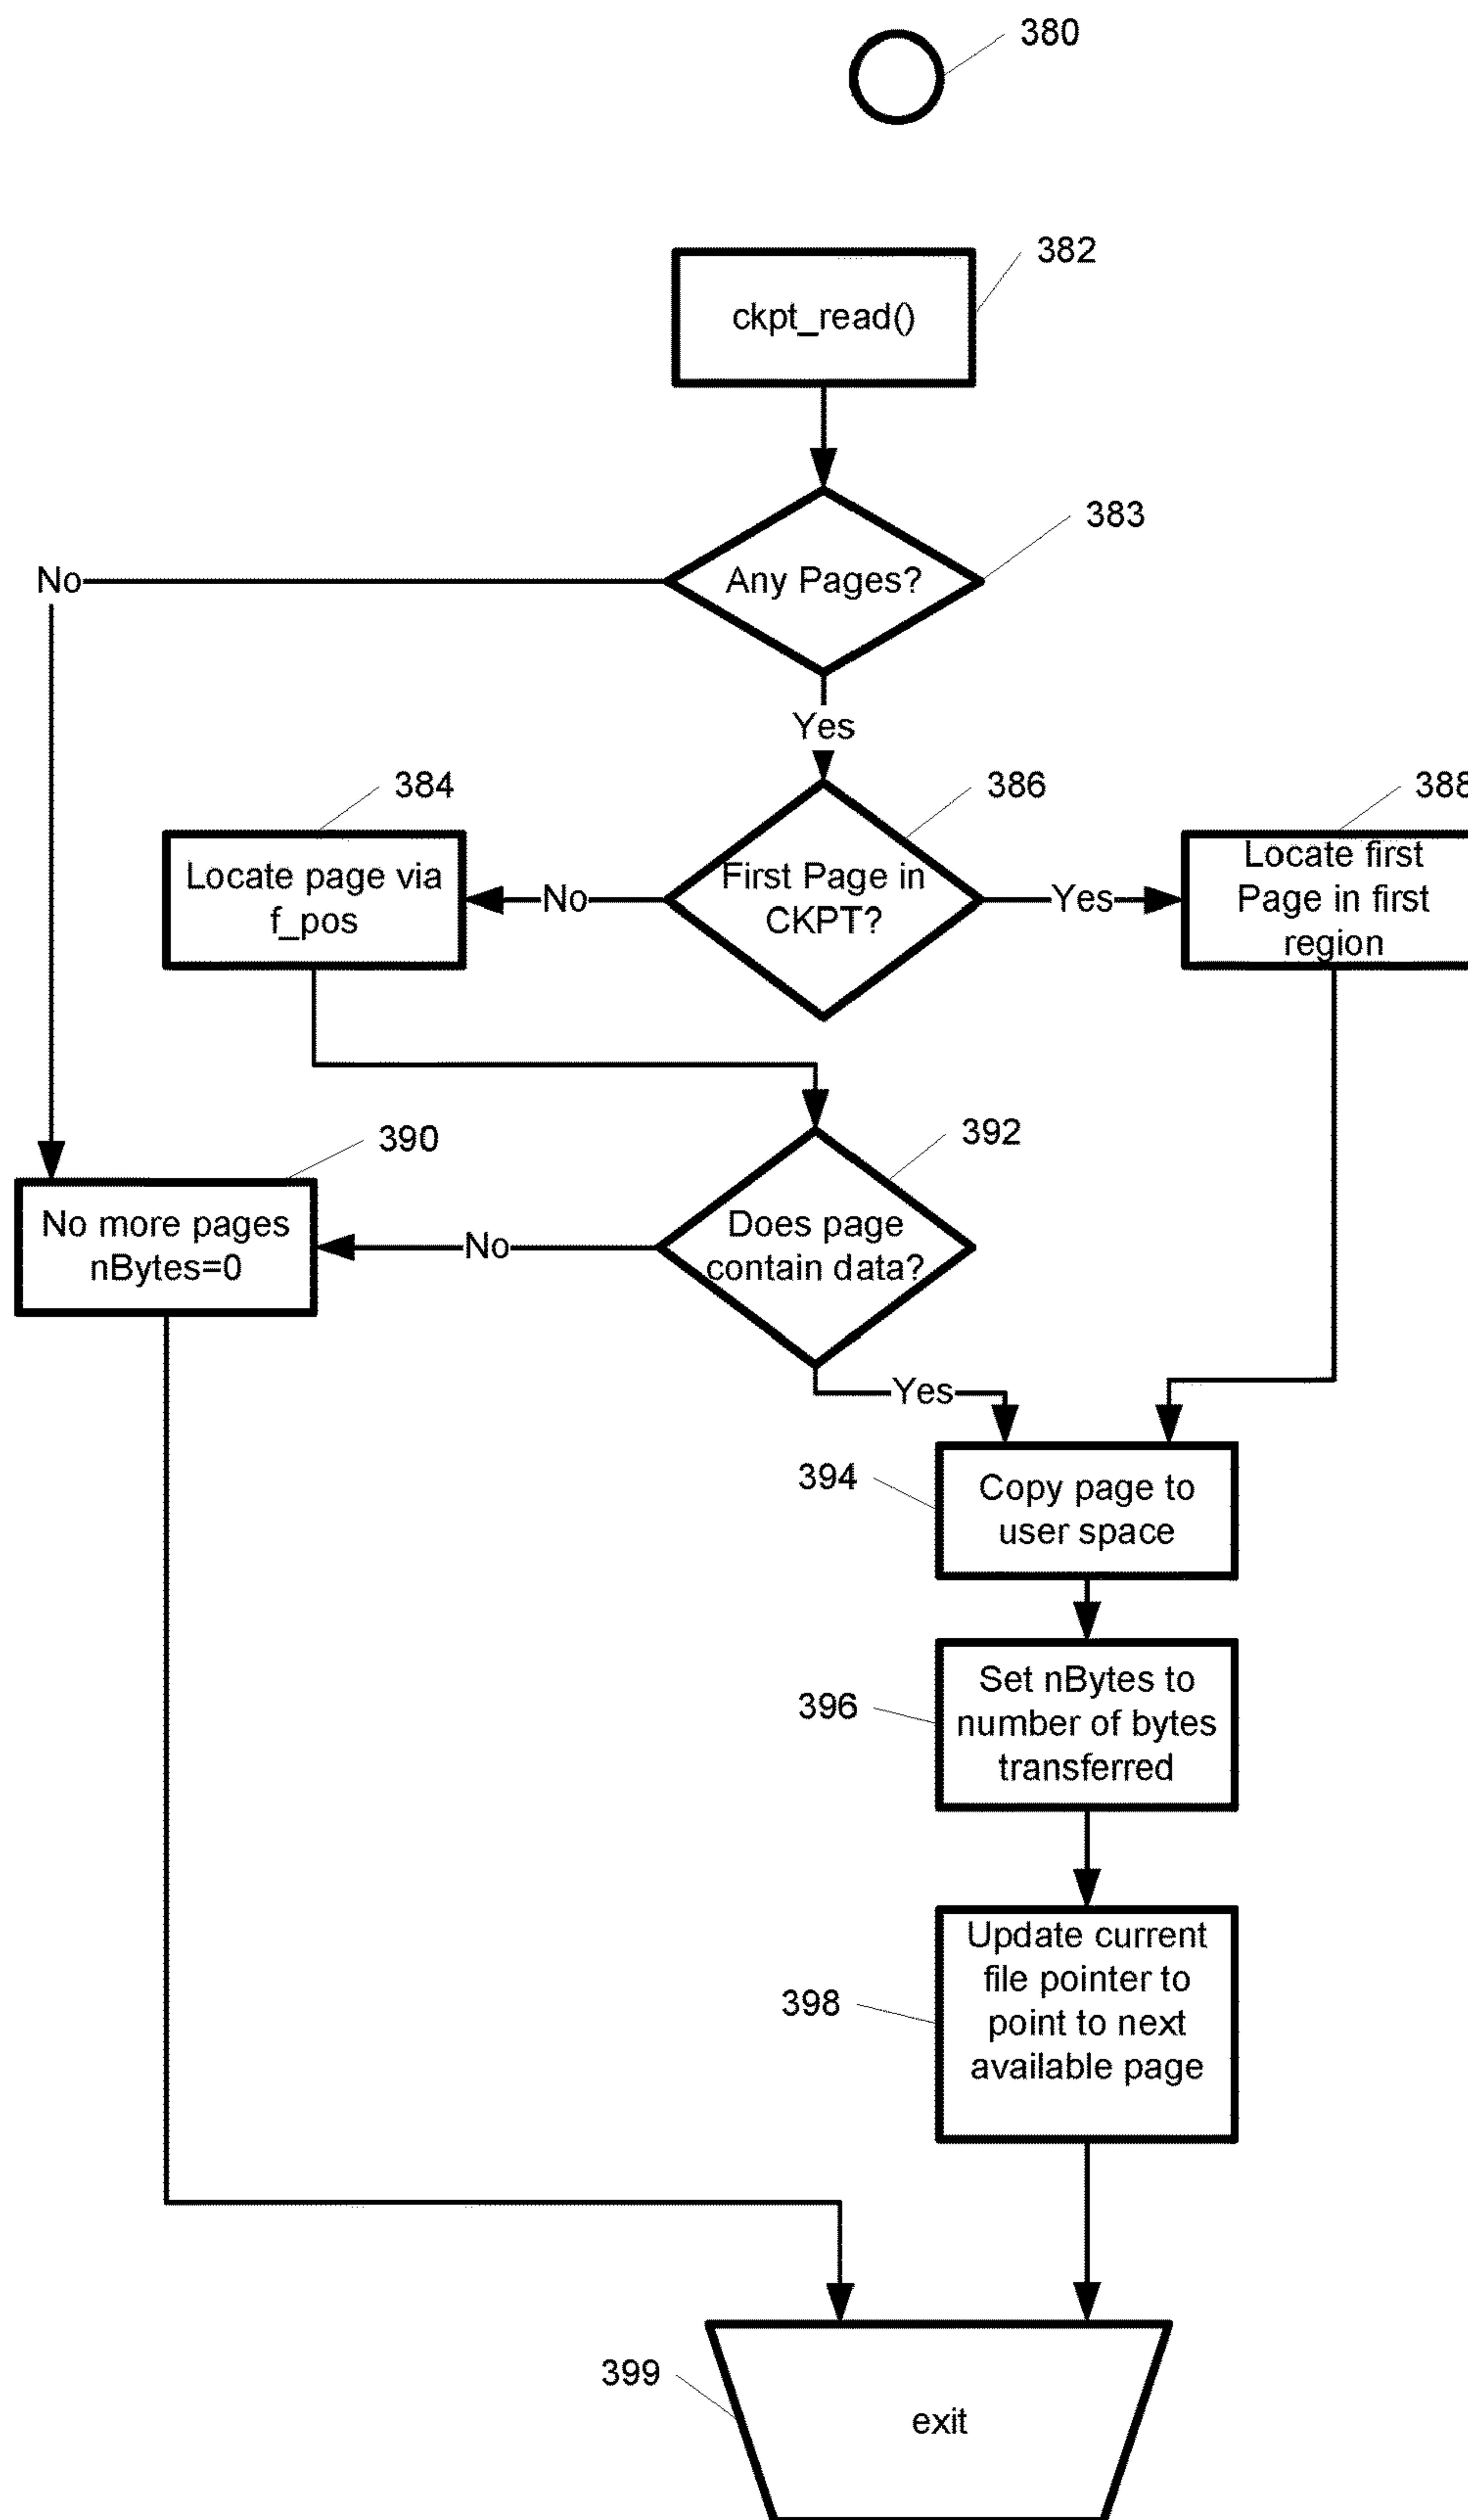 380
382
ckpt_read()
383
Any Pages?
No
Yes
384
386
388
Locate page via
f_pos
No
First Page in
CKPT?
Yes
Locate first
Page in first
region
390
392
No more pages
nBytes=0
No
Does page
contain data?
Yes
394
Copy page to
user space
396
Set nBytes to
number of bytes
transferred
398
Update current
file pointer to
point to next
available page
399
exit